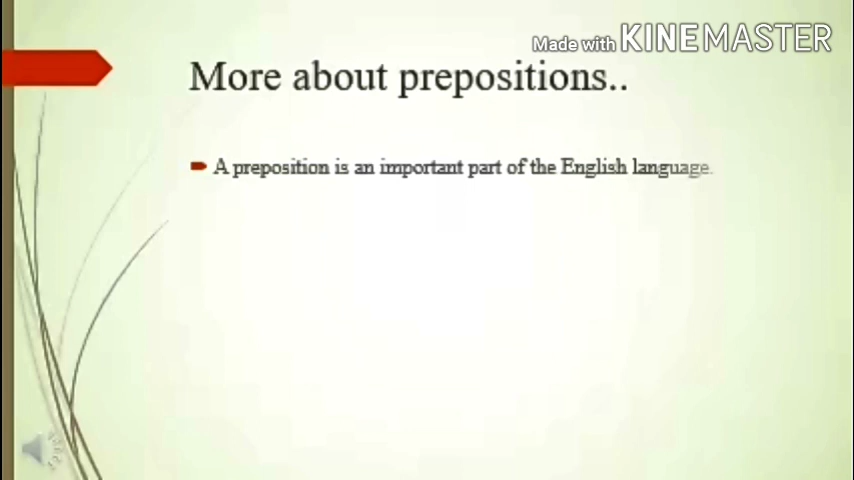 Made with KINEMASTER
More about prepositions..
A preposition is an important part of the English language.